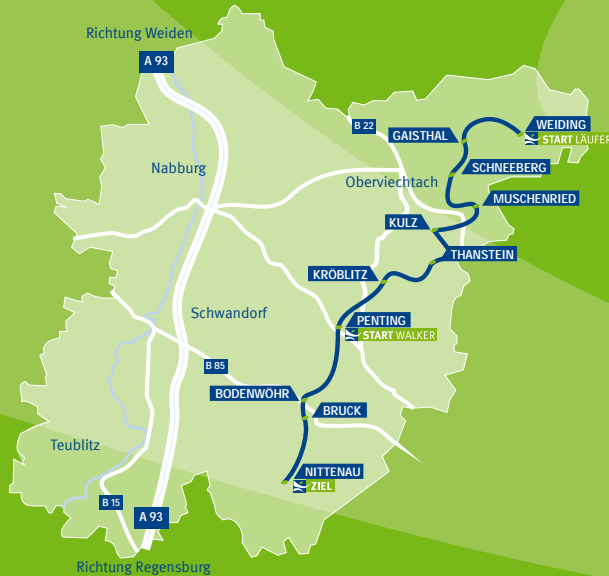 Richtung Weiden
A 93
B 22
WEIDING
START LÄUFER
GAISTHAL
SCHNEEBERG
Nabburg
Oberviechtach
MUSCHENRIED
KULZ
THANSTEIN
KRÖBLITZ
Schwandorf
PENTING
START WALKER
B 85
BODENWÖHR
BRUCK
Teublitz
NITTENAU
ZIEL
B 15
A 93
Richtung Regensburg